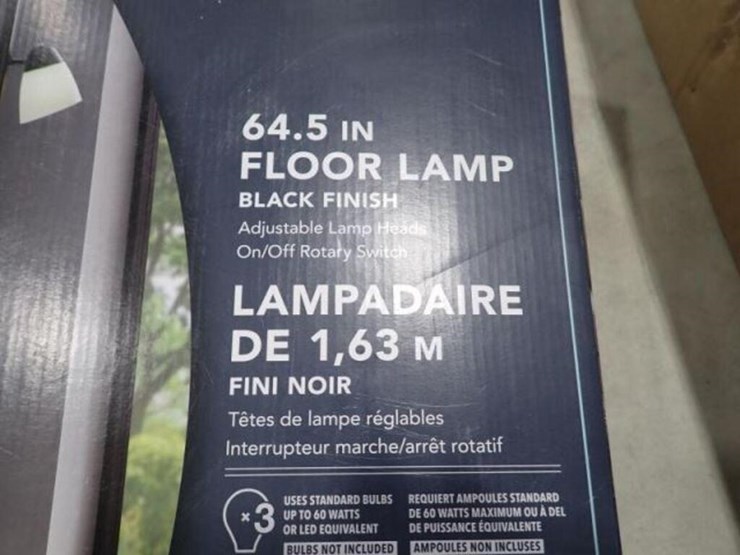 64.5 IN
FLOOR LAMP
BLACK FINISH
Adjustable Lamp Heads
On/Off Rotary Switch
LAMPADAIRE
DE 1,63 M
FINI NOIR
Têtes de lampe réglables
Interrupteur marche/arrêt rotatif
×3
USES STANDARD BULBS
UP TO 60 WATTS
OR LED EQUIVALENT
BULBS NOT INCLUDED
REQUIERT AMPOULES STANDARD
DE 60 WATTS MAXIMUM OU À DEL
DE PUISSANCE ÉQUIVALENTE
AMPOULES NON INCLUSES